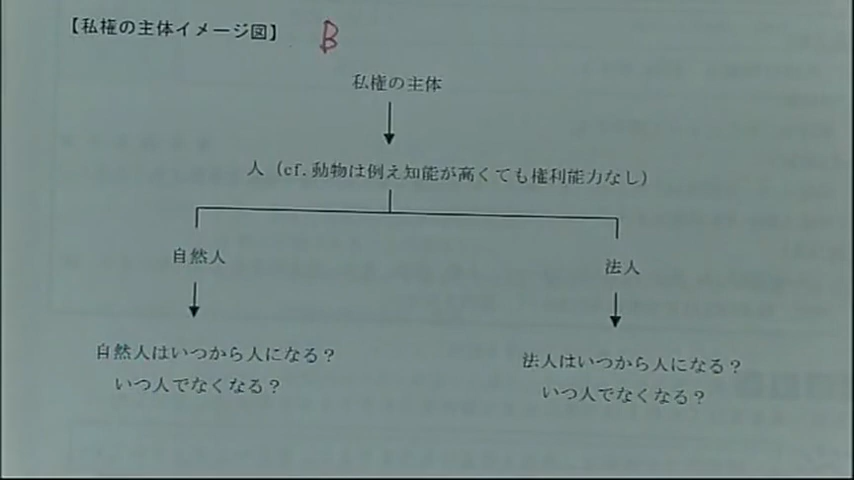 【私権の主体イメージ図】 B
私権の主体
人（cf.動物は例え知能が高くても権利能力なし）
自然人 法人
自然人はいつから人になる？ 法人はいつから人になる？
いつ人でなくなる？ いつ人でなくなる？